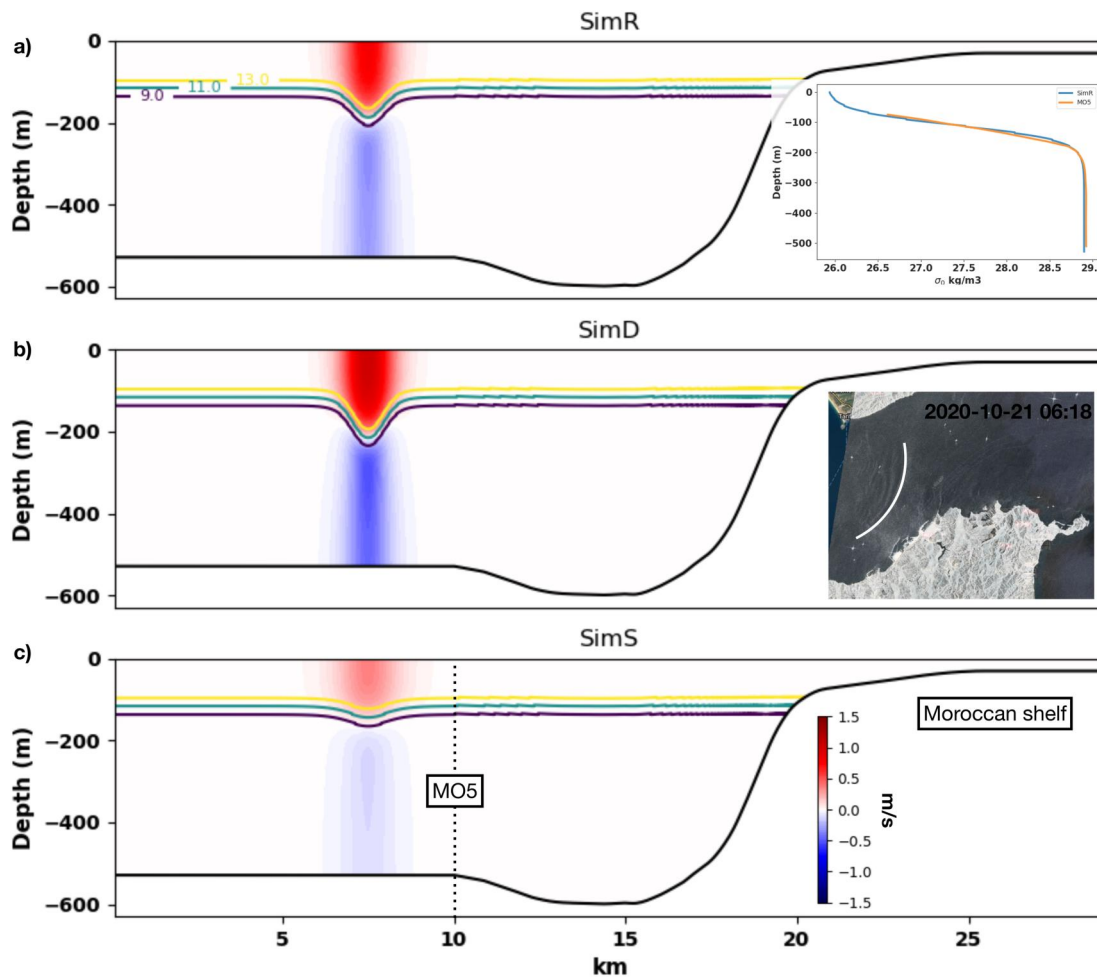 SimR
a)
0
−200
−400
−600
Depth (m)
13.0
11.0
9.0
0
−100
−200
−300
−400
−500
Depth (m)
SimR
MO5
26.0 26.5 27.0 27.5 28.0 28.5 29.
σ₀ kg/m3
SimD
b)
0
−200
−400
−600
Depth (m)
2020-10-21 06:18
SimS
c)
0
−200
−400
−600
Depth (m)
MO5
Moroccan shelf
1.5
1.0
0.5
0.0
−0.5
−1.0
−1.5
m/s
5 10 15 20 25
km